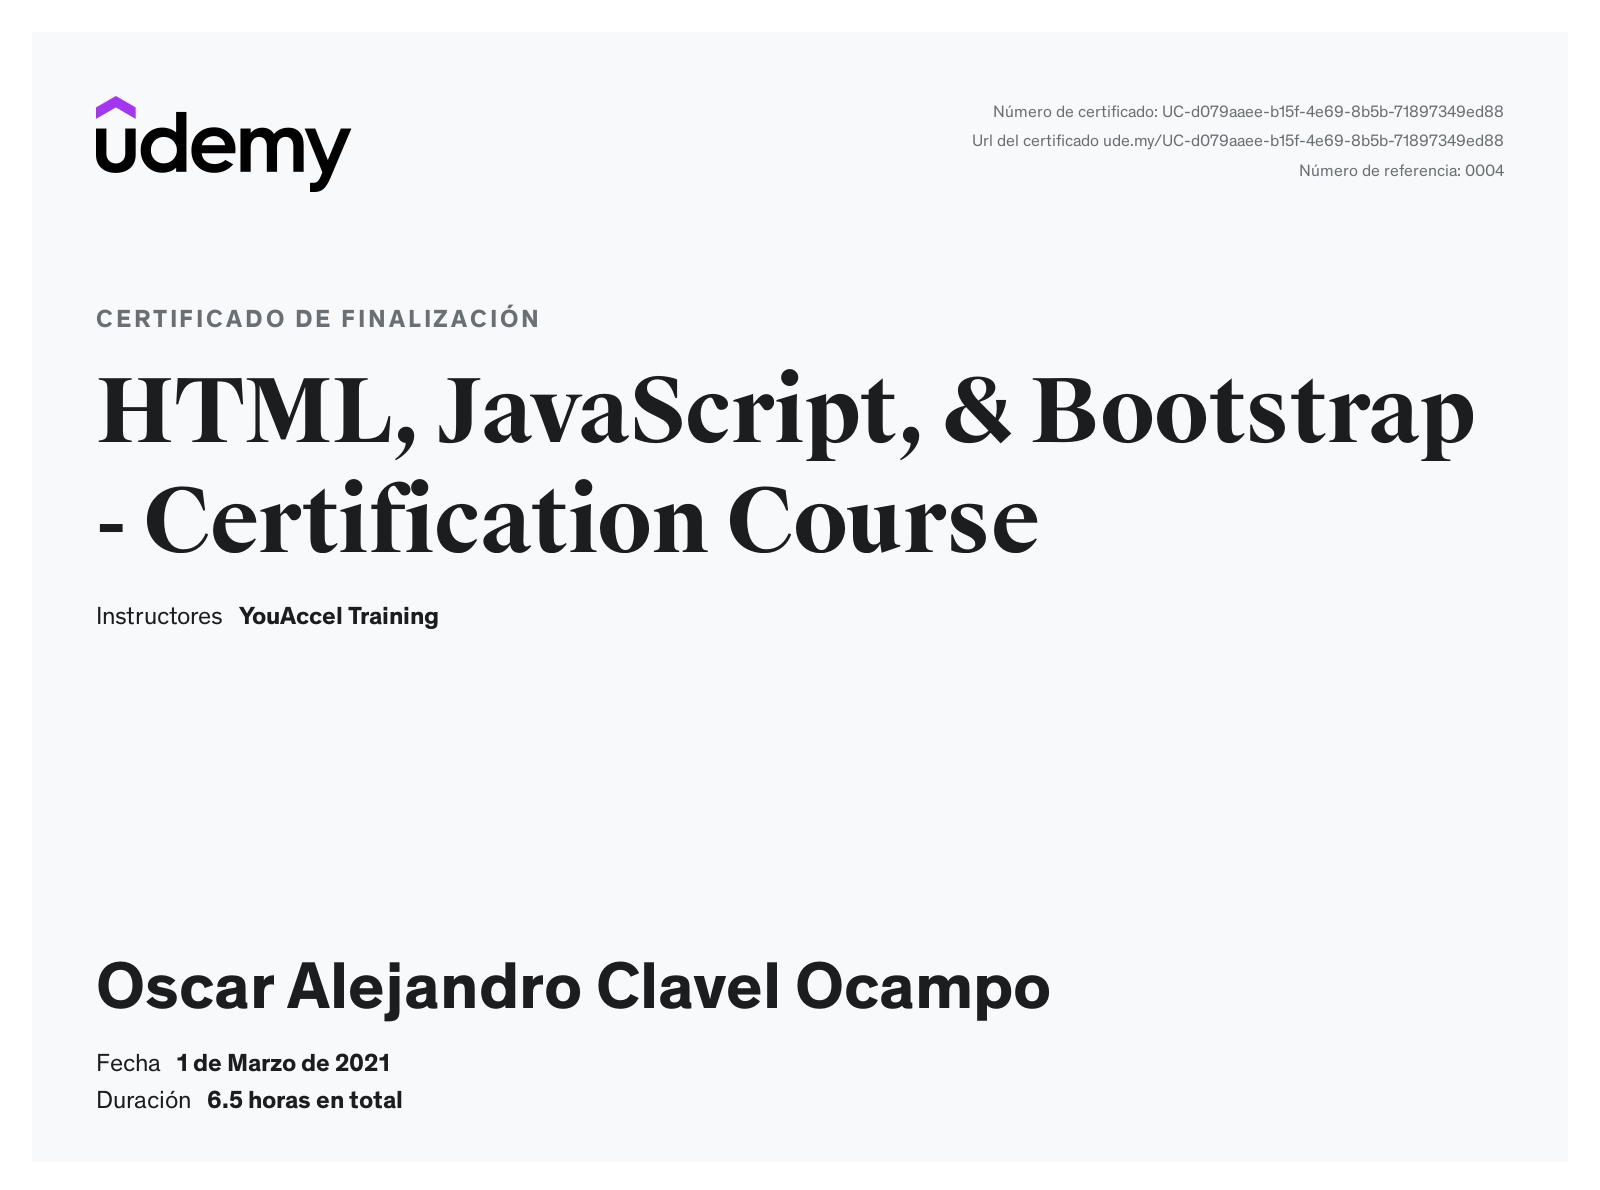 udemy
Número de certificado: UC-d079aaee-b15f-4e69-8b5b-71897349ed88
Url del certificado ude.my/UC-d079aaee-b15f-4e69-8b5b-71897349ed88
Número de referencia: 0004
CERTIFICADO DE FINALIZACIÓN
HTML, JavaScript, & Bootstrap
- Certification Course
Instructores YouAccel Training
Oscar Alejandro Clavel Ocampo
Fecha 1 de Marzo de 2021
Duración 6.5 horas en total